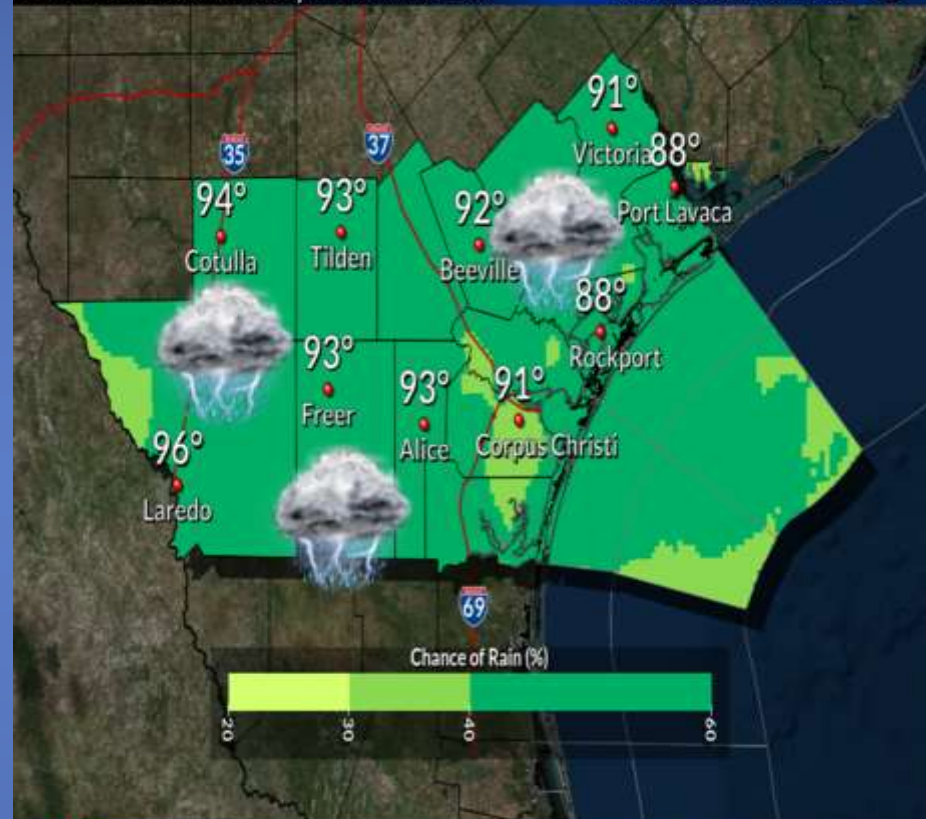 91°
Victoria
88°
Port Lavaca
35
37
94°
Cotulla
93°
Tilden
92°
Beeville
88°
Rockport
93°
Freer
93°
Alice
91°
Corpus Christi
96°
Laredo
69
Chance of Rain (%)
20 30 40 60